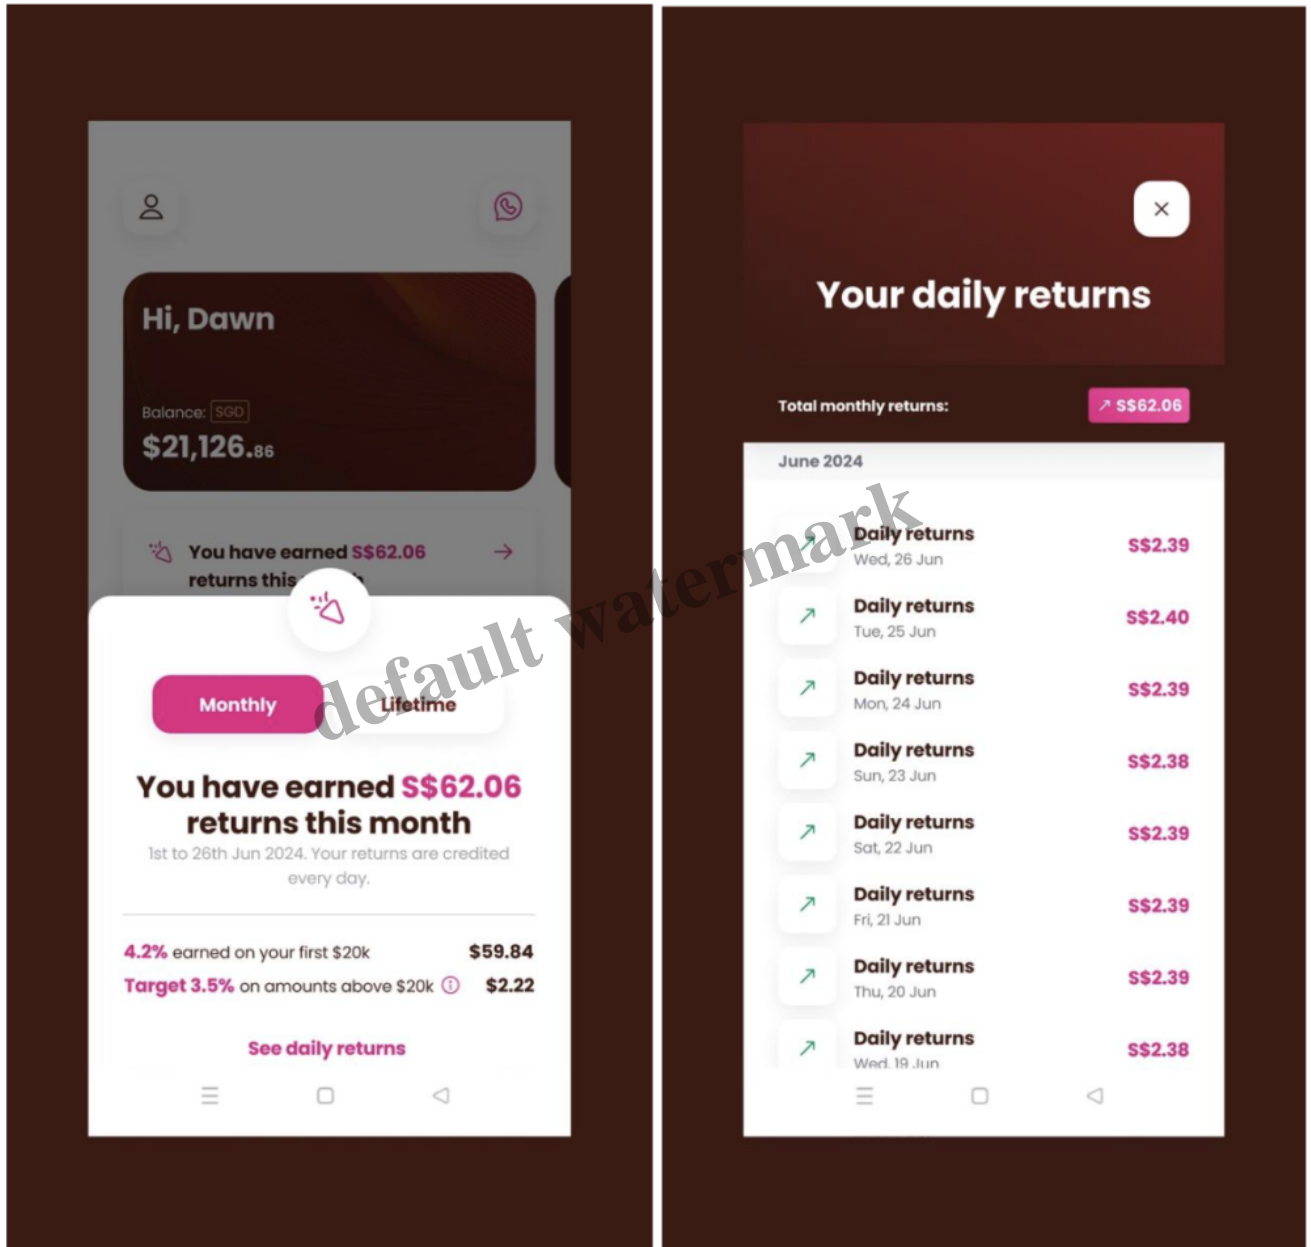 Hi, Dawn
Balance: SGD
$21,126.86
You have earned S$62.06
returns this
Monthly
Lifetime
You have earned S$62.06
returns this month
1st to 26th Jun 2024. Your returns are credited
every day.
4.2% earned on your first $20k
$59.84
Target 3.5% on amounts above $20k
$2.22
See daily returns
Your daily returns
Total monthly returns:
S$62.06
June 2024
Daily returns
Wed, 26 Jun
S$2.39
Daily returns
Tue, 25 Jun
S$2.40
Daily returns
Mon, 24 Jun
S$2.39
Daily returns
Sun, 23 Jun
S$2.38
Daily returns
Sat, 22 Jun
S$2.39
Daily returns
Fri, 21 Jun
S$2.39
Daily returns
Thu, 20 Jun
S$2.39
Daily returns
Wed, 19 Jun
S$2.38
default watermark